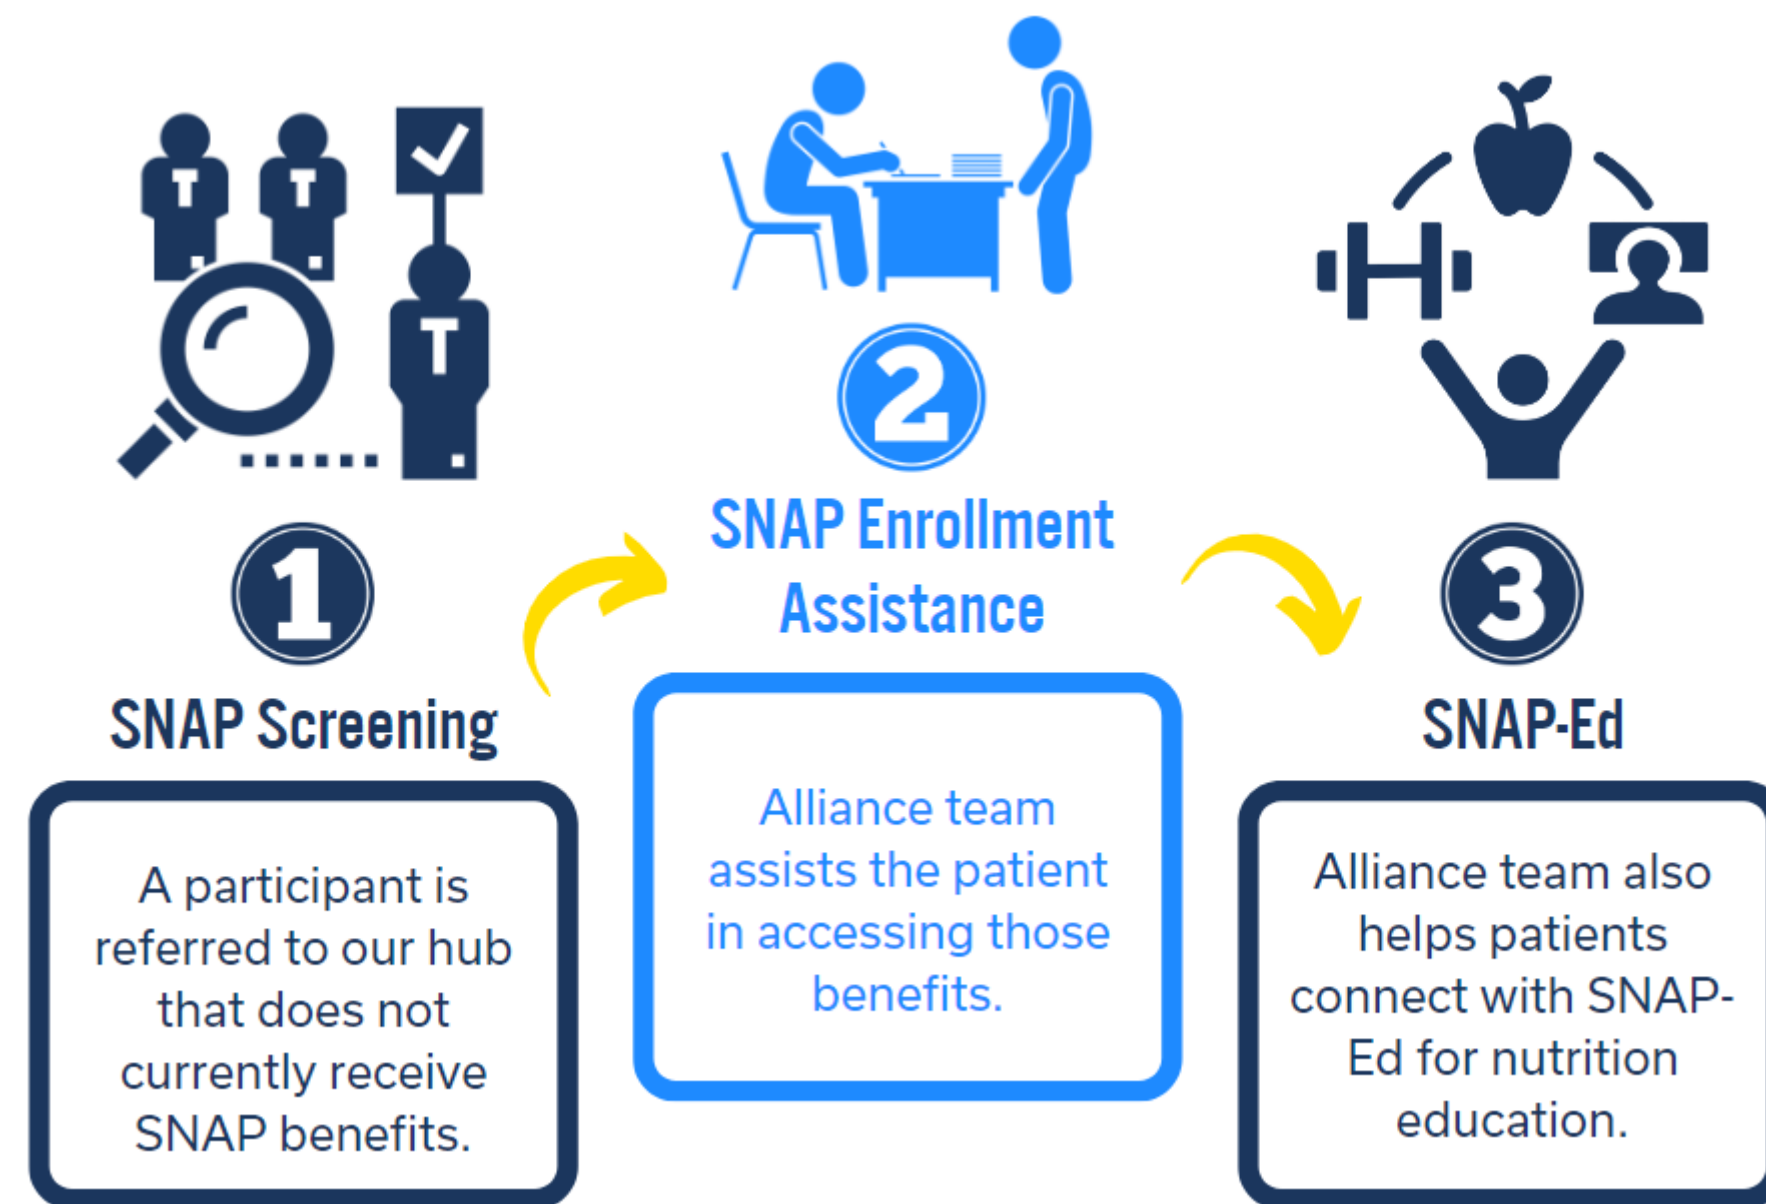 T
T
T
1
SNAP Screening
A participant is
referred to our hub
that does not
currently receive
SNAP benefits.
2
SNAP Enrollment
Assistance
Alliance team
assists the patient
in accessing those
benefits.
3
SNAP-Ed
Alliance team also
helps patients
connect with SNAP-
Ed for nutrition
education.